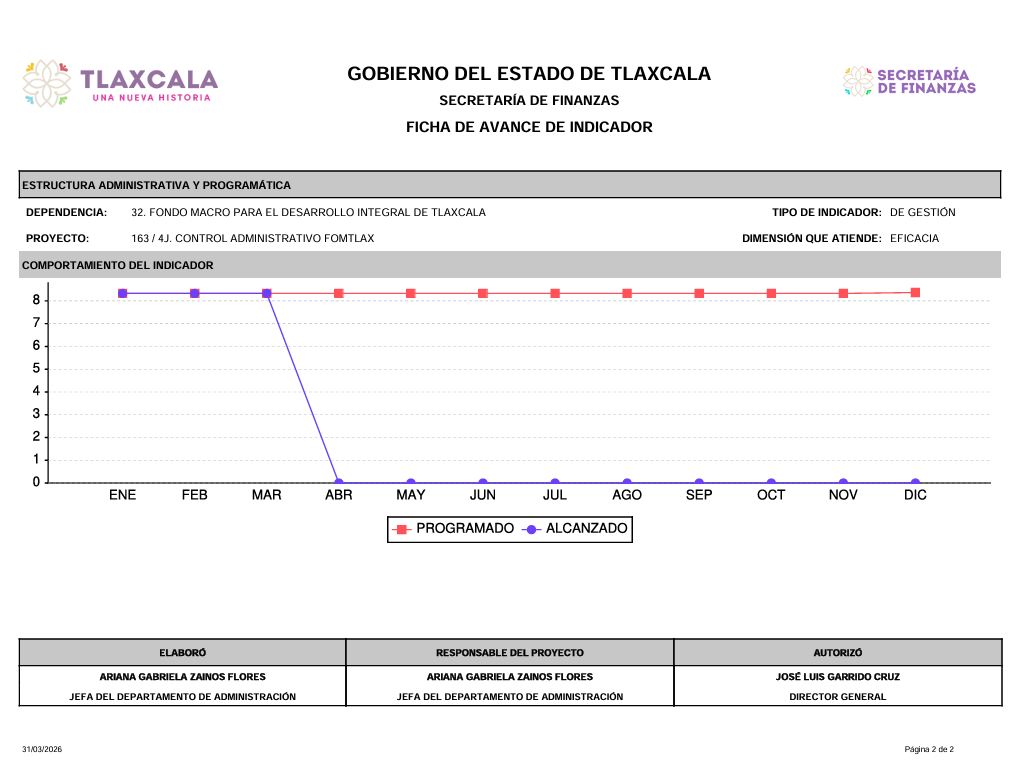 TLAXCALA
UNA NUEVA HISTORIA
GOBIERNO DEL ESTADO DE TLAXCALA
SECRETARÍA DE FINANZAS
FICHA DE AVANCE DE INDICADOR
SECRETARÍA
DE FINANZAS
ESTRUCTURA ADMINISTRATIVA Y PROGRAMÁTICA
DEPENDENCIA: 32. FONDO MACRO PARA EL DESARROLLO INTEGRAL DE TLAXCALA TIPO DE INDICADOR: DE GESTIÓN
PROYECTO: 163 / 4J. CONTROL ADMINISTRATIVO FOMTLAX DIMENSIÓN QUE ATIENDE: EFICACIA
COMPORTAMIENTO DEL INDICADOR
8
7
6
5
4
3
2
1
0
ENE FEB MAR ABR MAY JUN JUL AGO SEP OCT NOV DIC
PROGRAMADO ALCANZADO
ELABORÓ RESPONSABLE DEL PROYECTO AUTORIZÓ
ARIANA GABRIELA ZAINOS FLORES ARIANA GABRIELA ZAINOS FLORES JOSÉ LUIS GARRIDO CRUZ
JEFA DEL DEPARTAMENTO DE ADMINISTRACIÓN JEFA DEL DEPARTAMENTO DE ADMINISTRACIÓN DIRECTOR GENERAL
31/03/2026 Página 2 de 2